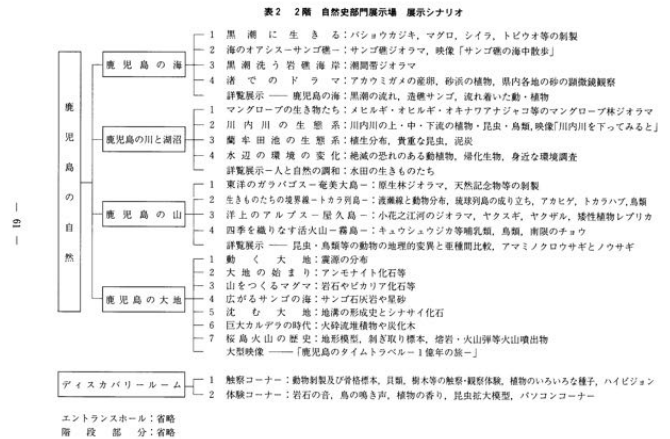 表2　2階　自然史部門展示場　展示シナリオ
鹿児島の自然
鹿児島の海
1 黒潮に生きる：バショウカジキ，マグロ，シイラ，トビウオ等の剥製
2 海のオアシス－サンゴ礁－：サンゴ礁ジオラマ，映像「サンゴ礁の海中散歩」
3 黒潮洗う岩礁海岸：潮間帯ジオラマ
4 渚でのドラマ：アカウミガメの産卵，砂浜の植物，県内各地の砂の顕微鏡観察
詳覧展示 ── 鹿児島の海：黒潮の流れ，造礁サンゴ，流れ着いた動・植物
鹿児島の川と湖沼
1 マングローブの生き物たち：メヒルギ・オヒルギ・オキナワアナジャコ等のマングローブ林ジオラマ
2 川内川の生態系：川内川の上・中・下流の植物・昆虫・鳥類，映像「川内川を下ってみると」
3 藺牟田池の生態系：植生分布，貴重な昆虫，泥炭
4 水辺の環境の変化：絶滅の恐れのある動植物，帰化生物，身近な環境調査
詳覧展示－人と自然の調和：水田の生きものたち
鹿児島の山
1 東洋のガラパゴス－奄美大島－：原生林ジオラマ，天然記念物等の剥製
2 生きものたちの境界線－トカラ列島－：渡瀬線と動物分布，琉球列島の成り立ち，アカヒゲ，トカラハブ，鳥類
3 洋上のアルプス－屋久島－：小花之江河のジオラマ，ヤクスギ，ヤクザル，矮性植物レプリカ
4 四季を織りなす活火山－霧島－：キュウシュウジカ等哺乳類，鳥類，南限のチョウ
詳覧展示 ── 昆虫・鳥類等の動物の地理的変異と亜種間比較，アマミノクロウサギとノウサギ
鹿児島の大地
1 動く大地：震源の分布
2 大地の始まり：アンモナイト化石等
3 山をつくるマグマ：岩石やビカリア化石等
4 広がるサンゴの海：サンゴ石灰岩や星砂
5 沈む大地：地溝の形成史とシナサイ化石
6 巨大カルデラの時代：火砕流堆積物や炭化木
7 桜島火山の歴史：地形模型，剥ぎ取り標本，熔岩・火山弾等火山噴出物
大型映像 ──「鹿児島のタイムトラベル－1億年の旅－」
ディスカバリールーム
1 触察コーナー：動物剥製及び骨格標本，貝類，樹木等の触察・観察体験，植物のいろいろな種子，ハイビジョン
2 体験コーナー：岩石の音，鳥の鳴き声，植物の香り，昆虫拡大模型，パソコンコーナー
エントランスホール：省略
階段部分：省略
― 19 ―